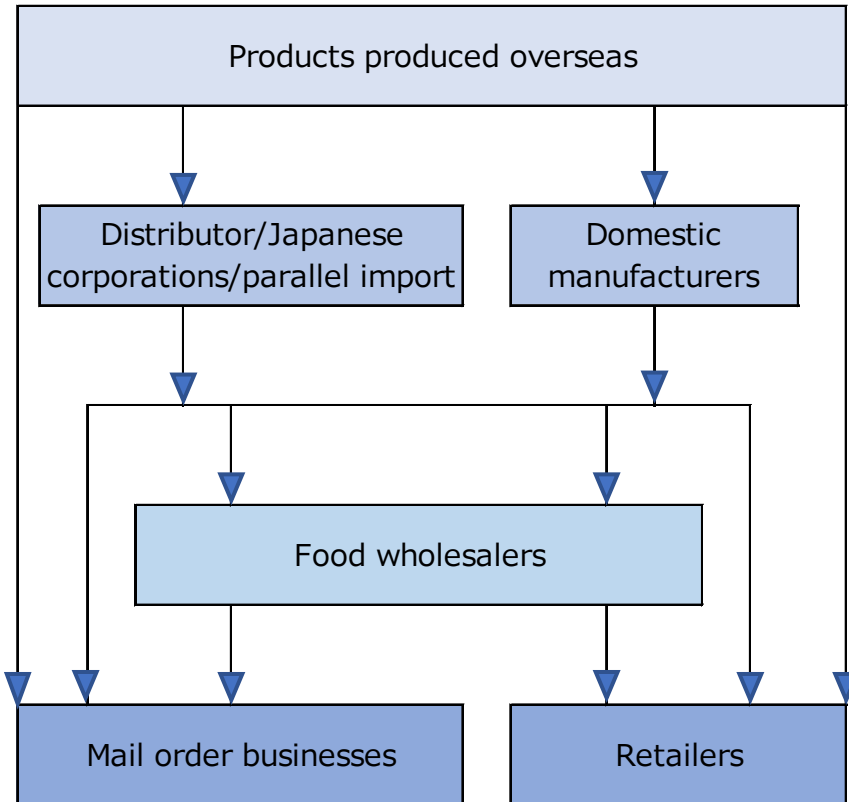 Products produced overseas
Distributor/Japanese
corporations/parallel import
Domestic
manufacturers
Food wholesalers
Mail order businesses
Retailers